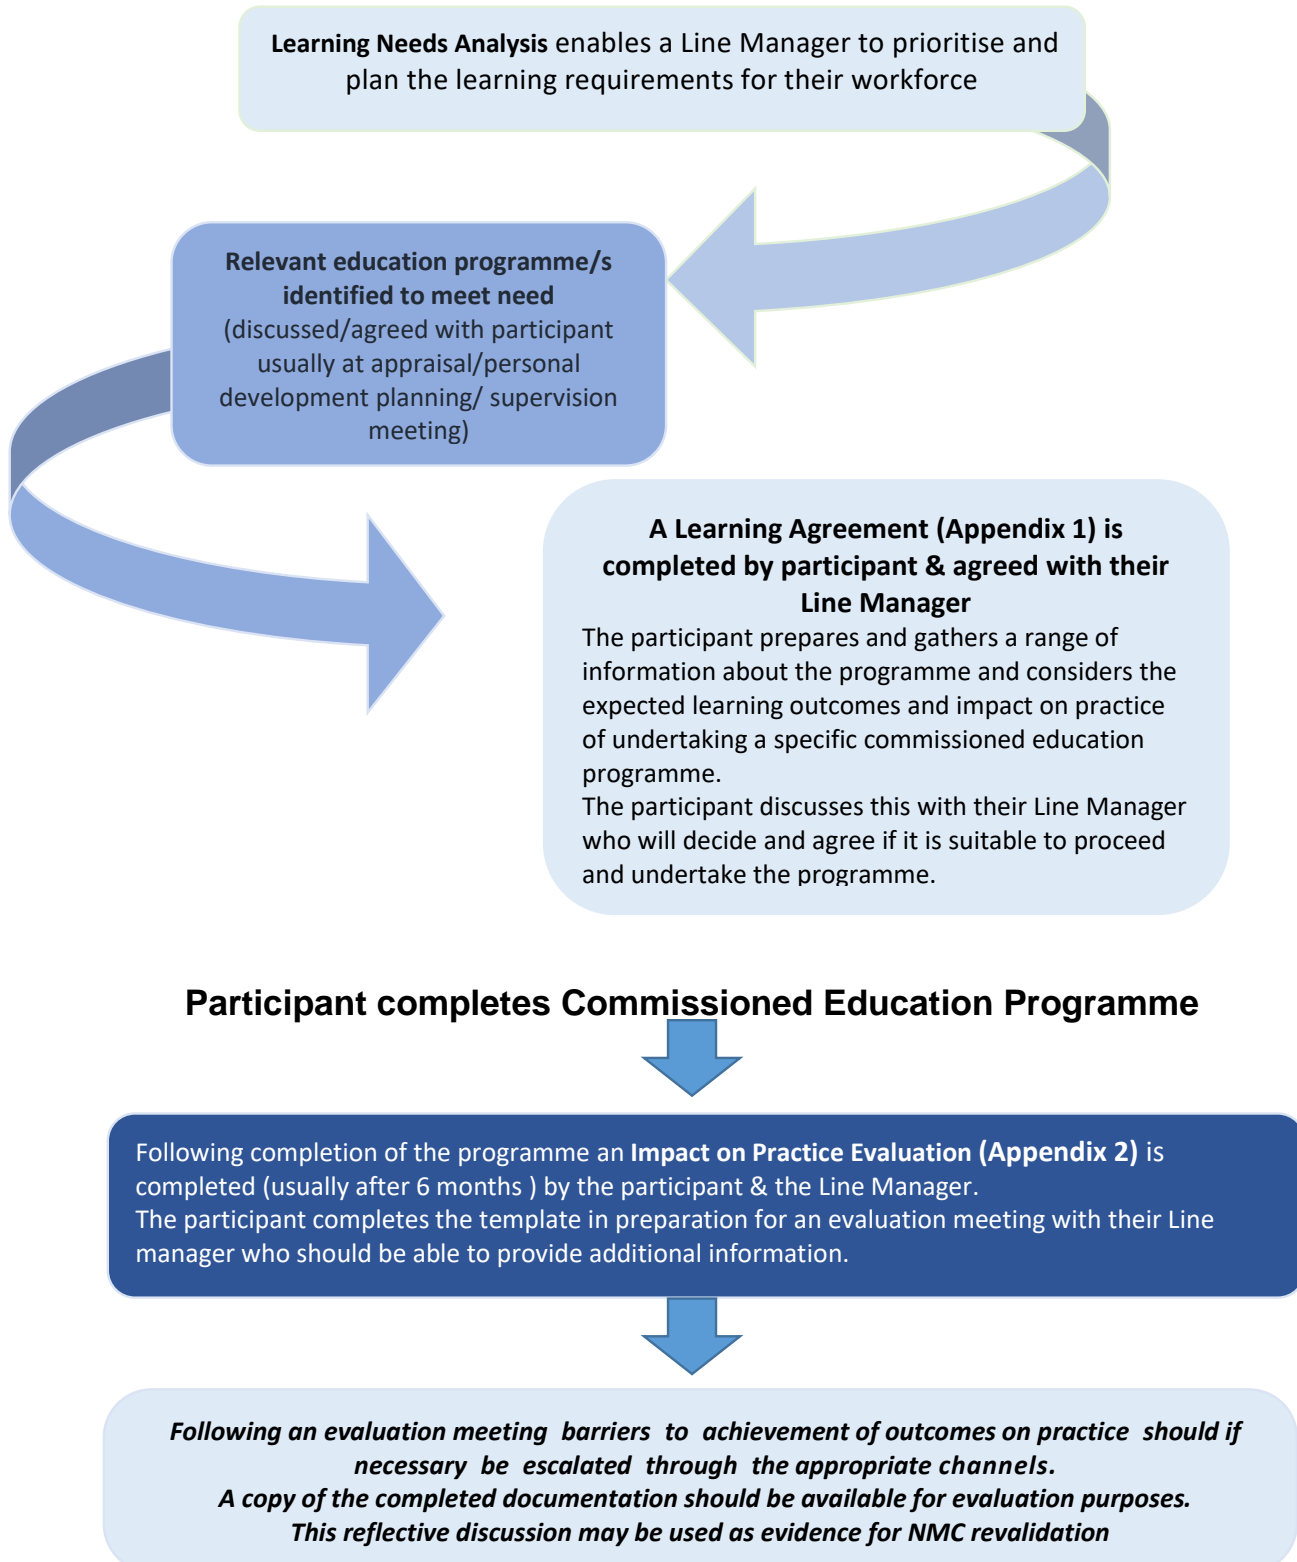 Learning Needs Analysis enables a Line Manager to prioritise and
plan the learning requirements for their workforce
Relevant education programme/s
identified to meet need
(discussed/agreed with participant
usually at appraisal/personal
development planning/ supervision
meeting)
A Learning Agreement (Appendix 1) is
completed by participant & agreed with their
Line Manager
The participant prepares and gathers a range of
information about the programme and considers the
expected learning outcomes and impact on practice
of undertaking a specific commissioned education
programme.
The participant discusses this with their Line Manager
who will decide and agree if it is suitable to proceed
and undertake the programme.
Participant completes Commissioned Education Programme
Following completion of the programme an Impact on Practice Evaluation (Appendix 2) is
completed (usually after 6 months ) by the participant & the Line Manager.
The participant completes the template in preparation for an evaluation meeting with their Line
manager who should be able to provide additional information.
Following an evaluation meeting barriers to achievement of outcomes on practice should if
necessary be escalated through the appropriate channels.
A copy of the completed documentation should be available for evaluation purposes.
This reflective discussion may be used as evidence for NMC revalidation